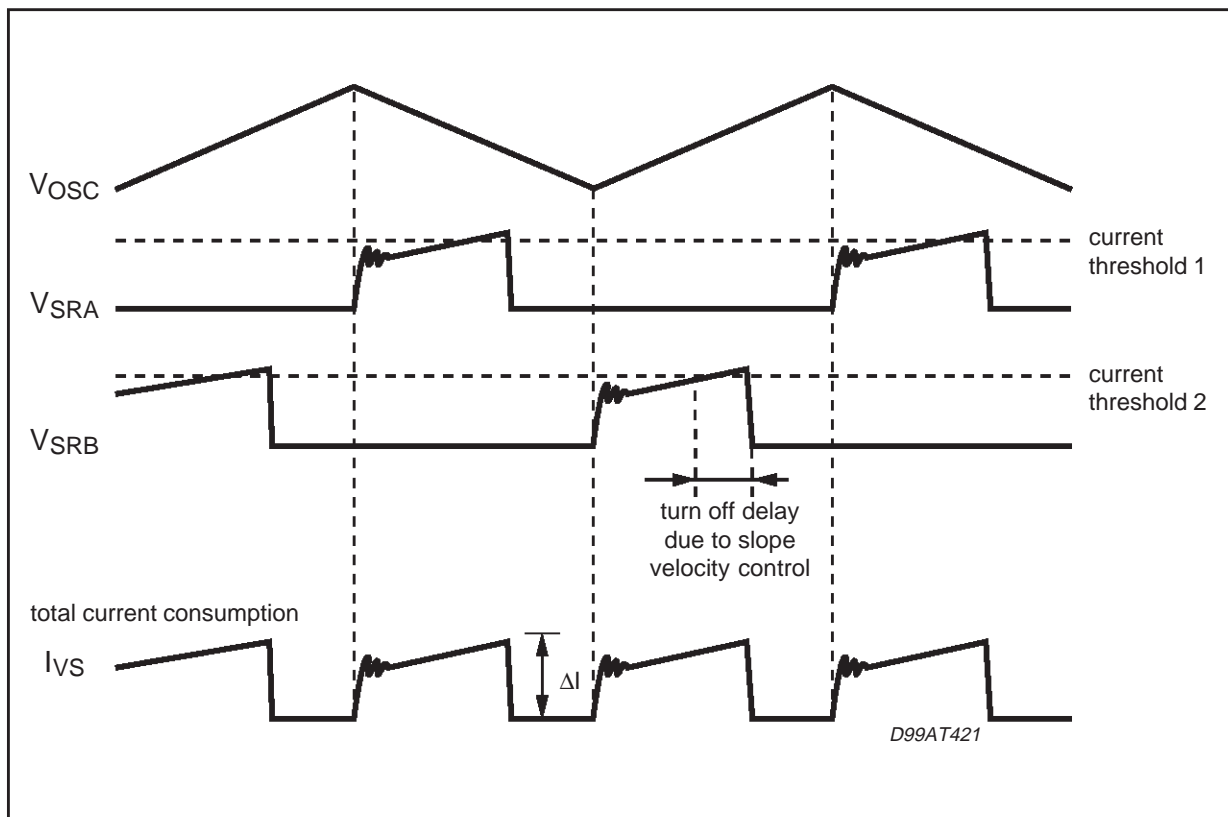 VOSC
current
threshold 1
VSRA
current
threshold 2
VSRB
turn off delay
due to slope
velocity control
total current consumption
IVS
ΔI
D99AT421